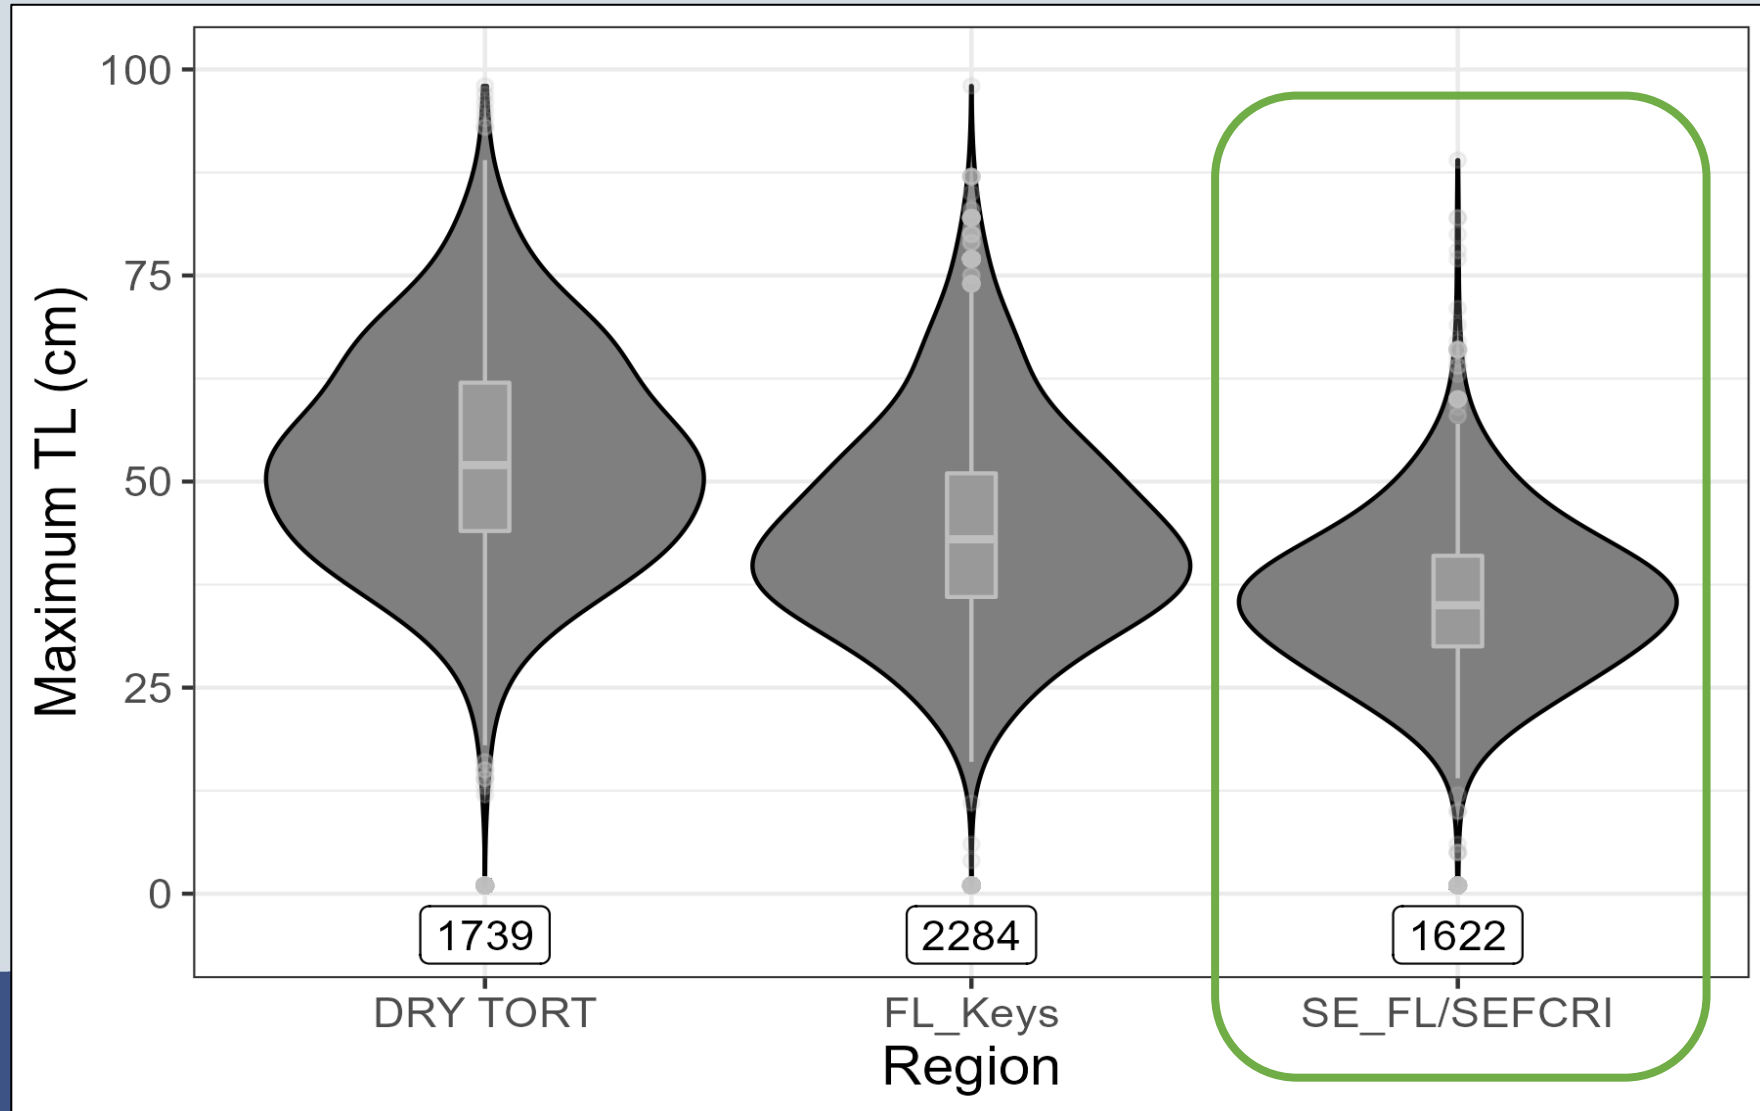 Maximum TL (cm)
100
75
50
25
0
1739
2284
1622
DRY TORT
FL_Keys
SE_FL/SEFCRI
Region